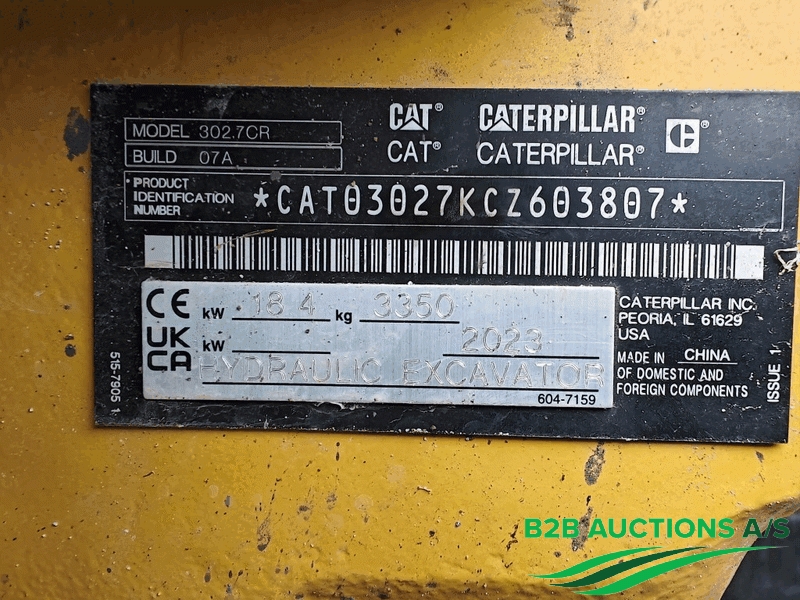 MODEL 302.7CR
BUILD 07A
CAT® CATERPILLAR® C®
CAT® CATERPILLAR®
PRODUCT
IDENTIFICATION
NUMBER
*CAT03027KCZ603807*
CE kW 18.4 kg 3350
UK
CA kW 2023
HYDRAULIC EXCAVATOR
604-7159
CATERPILLAR INC.
PEORIA, IL 61629
USA
MADE IN CHINA
OF DOMESTIC AND
FOREIGN COMPONENTS
515-7905 1
ISSUE 1
B2B AUCTIONS A/S